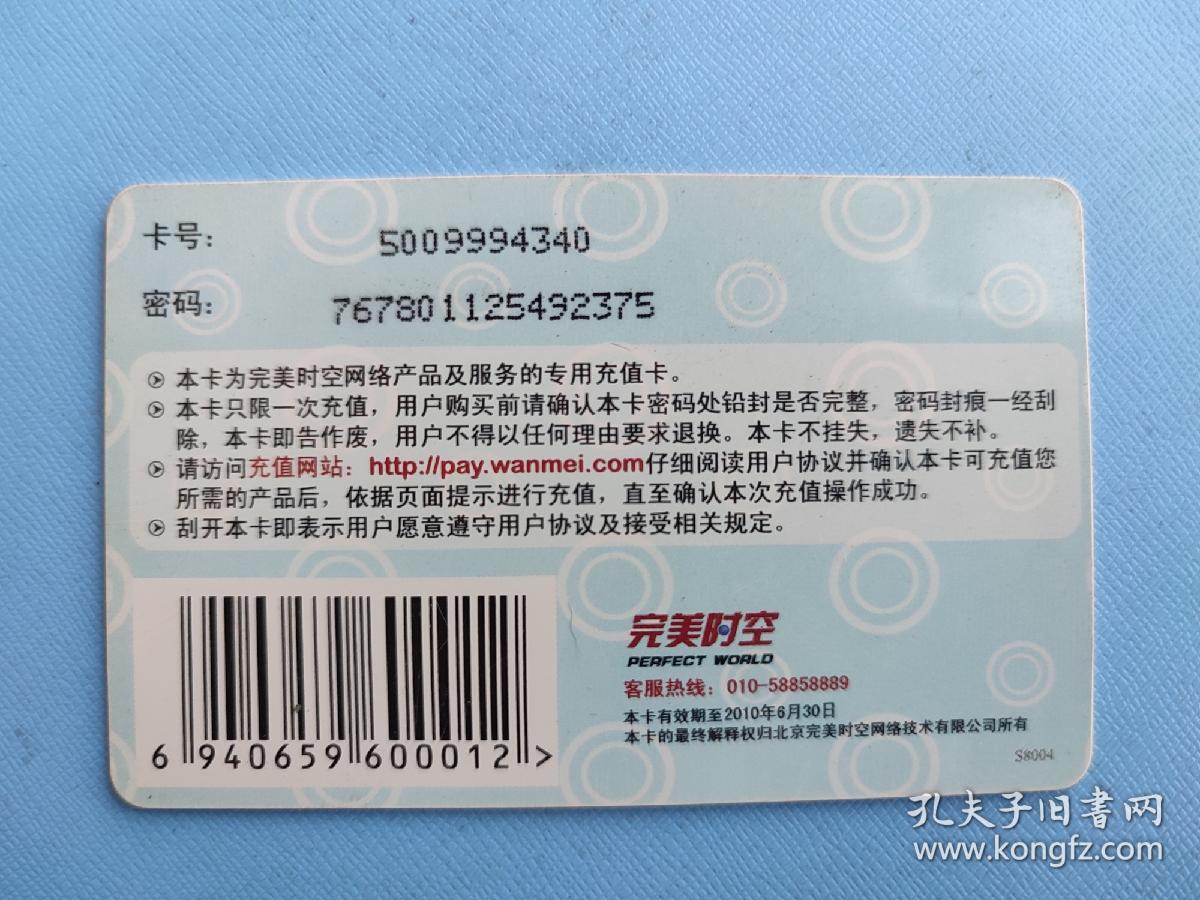 卡号： 5009994340
密码： 767801125492375
本卡为完美时空网络产品及服务的专用充值卡。
本卡只限一次充值，用户购买前请确认本卡密码处铅封是否完整，密码封痕一经刮
除，本卡即告作废，用户不得以任何理由要求退换。本卡不挂失，遗失不补。
请访问充值网站：http://pay.wanmei.com仔细阅读用户协议并确认本卡可充值您
所需的产品后，依据页面提示进行充值，直至确认本次充值操作成功。
刮开本卡即表示用户愿意遵守用户协议及接受相关规定。
6 940659 600012 >
完美时空
PERFECT WORLD
客服热线：010-58858889
本卡有效期至2010年6月30日
本卡的最终解释权归北京完美时空网络技术有限公司所有
S8004
孔夫子旧书网
www.kongfz.com